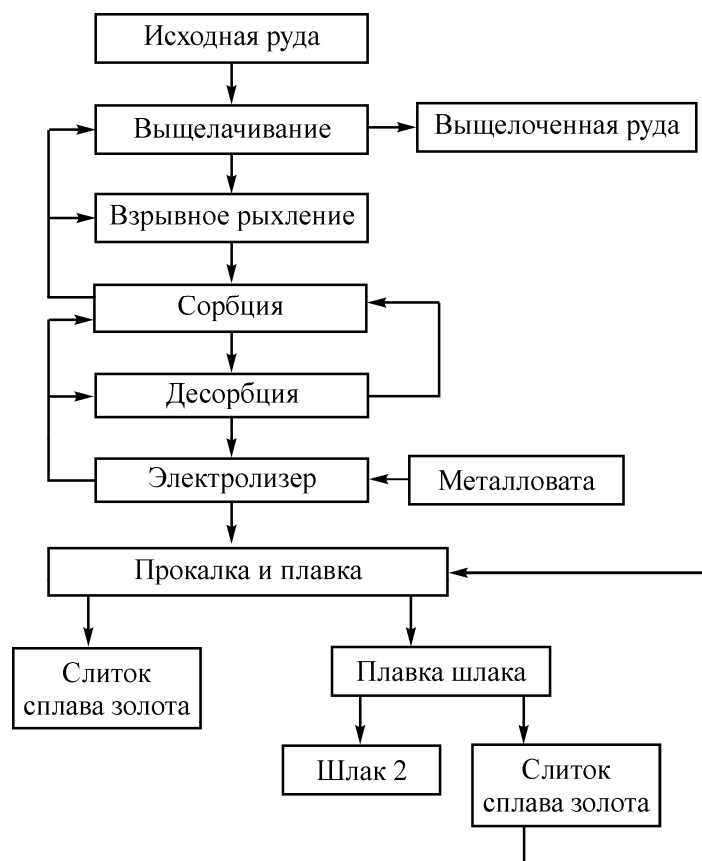 Исходная руда
Выщелачивание
Выщелоченная руда
Взрывное рыхление
Сорбция
Десорбция
Электролизер
Металловата
Прокалка и плавка
Слиток
сплава золота
Плавка шлака
Шлак 2
Слиток
сплава золота